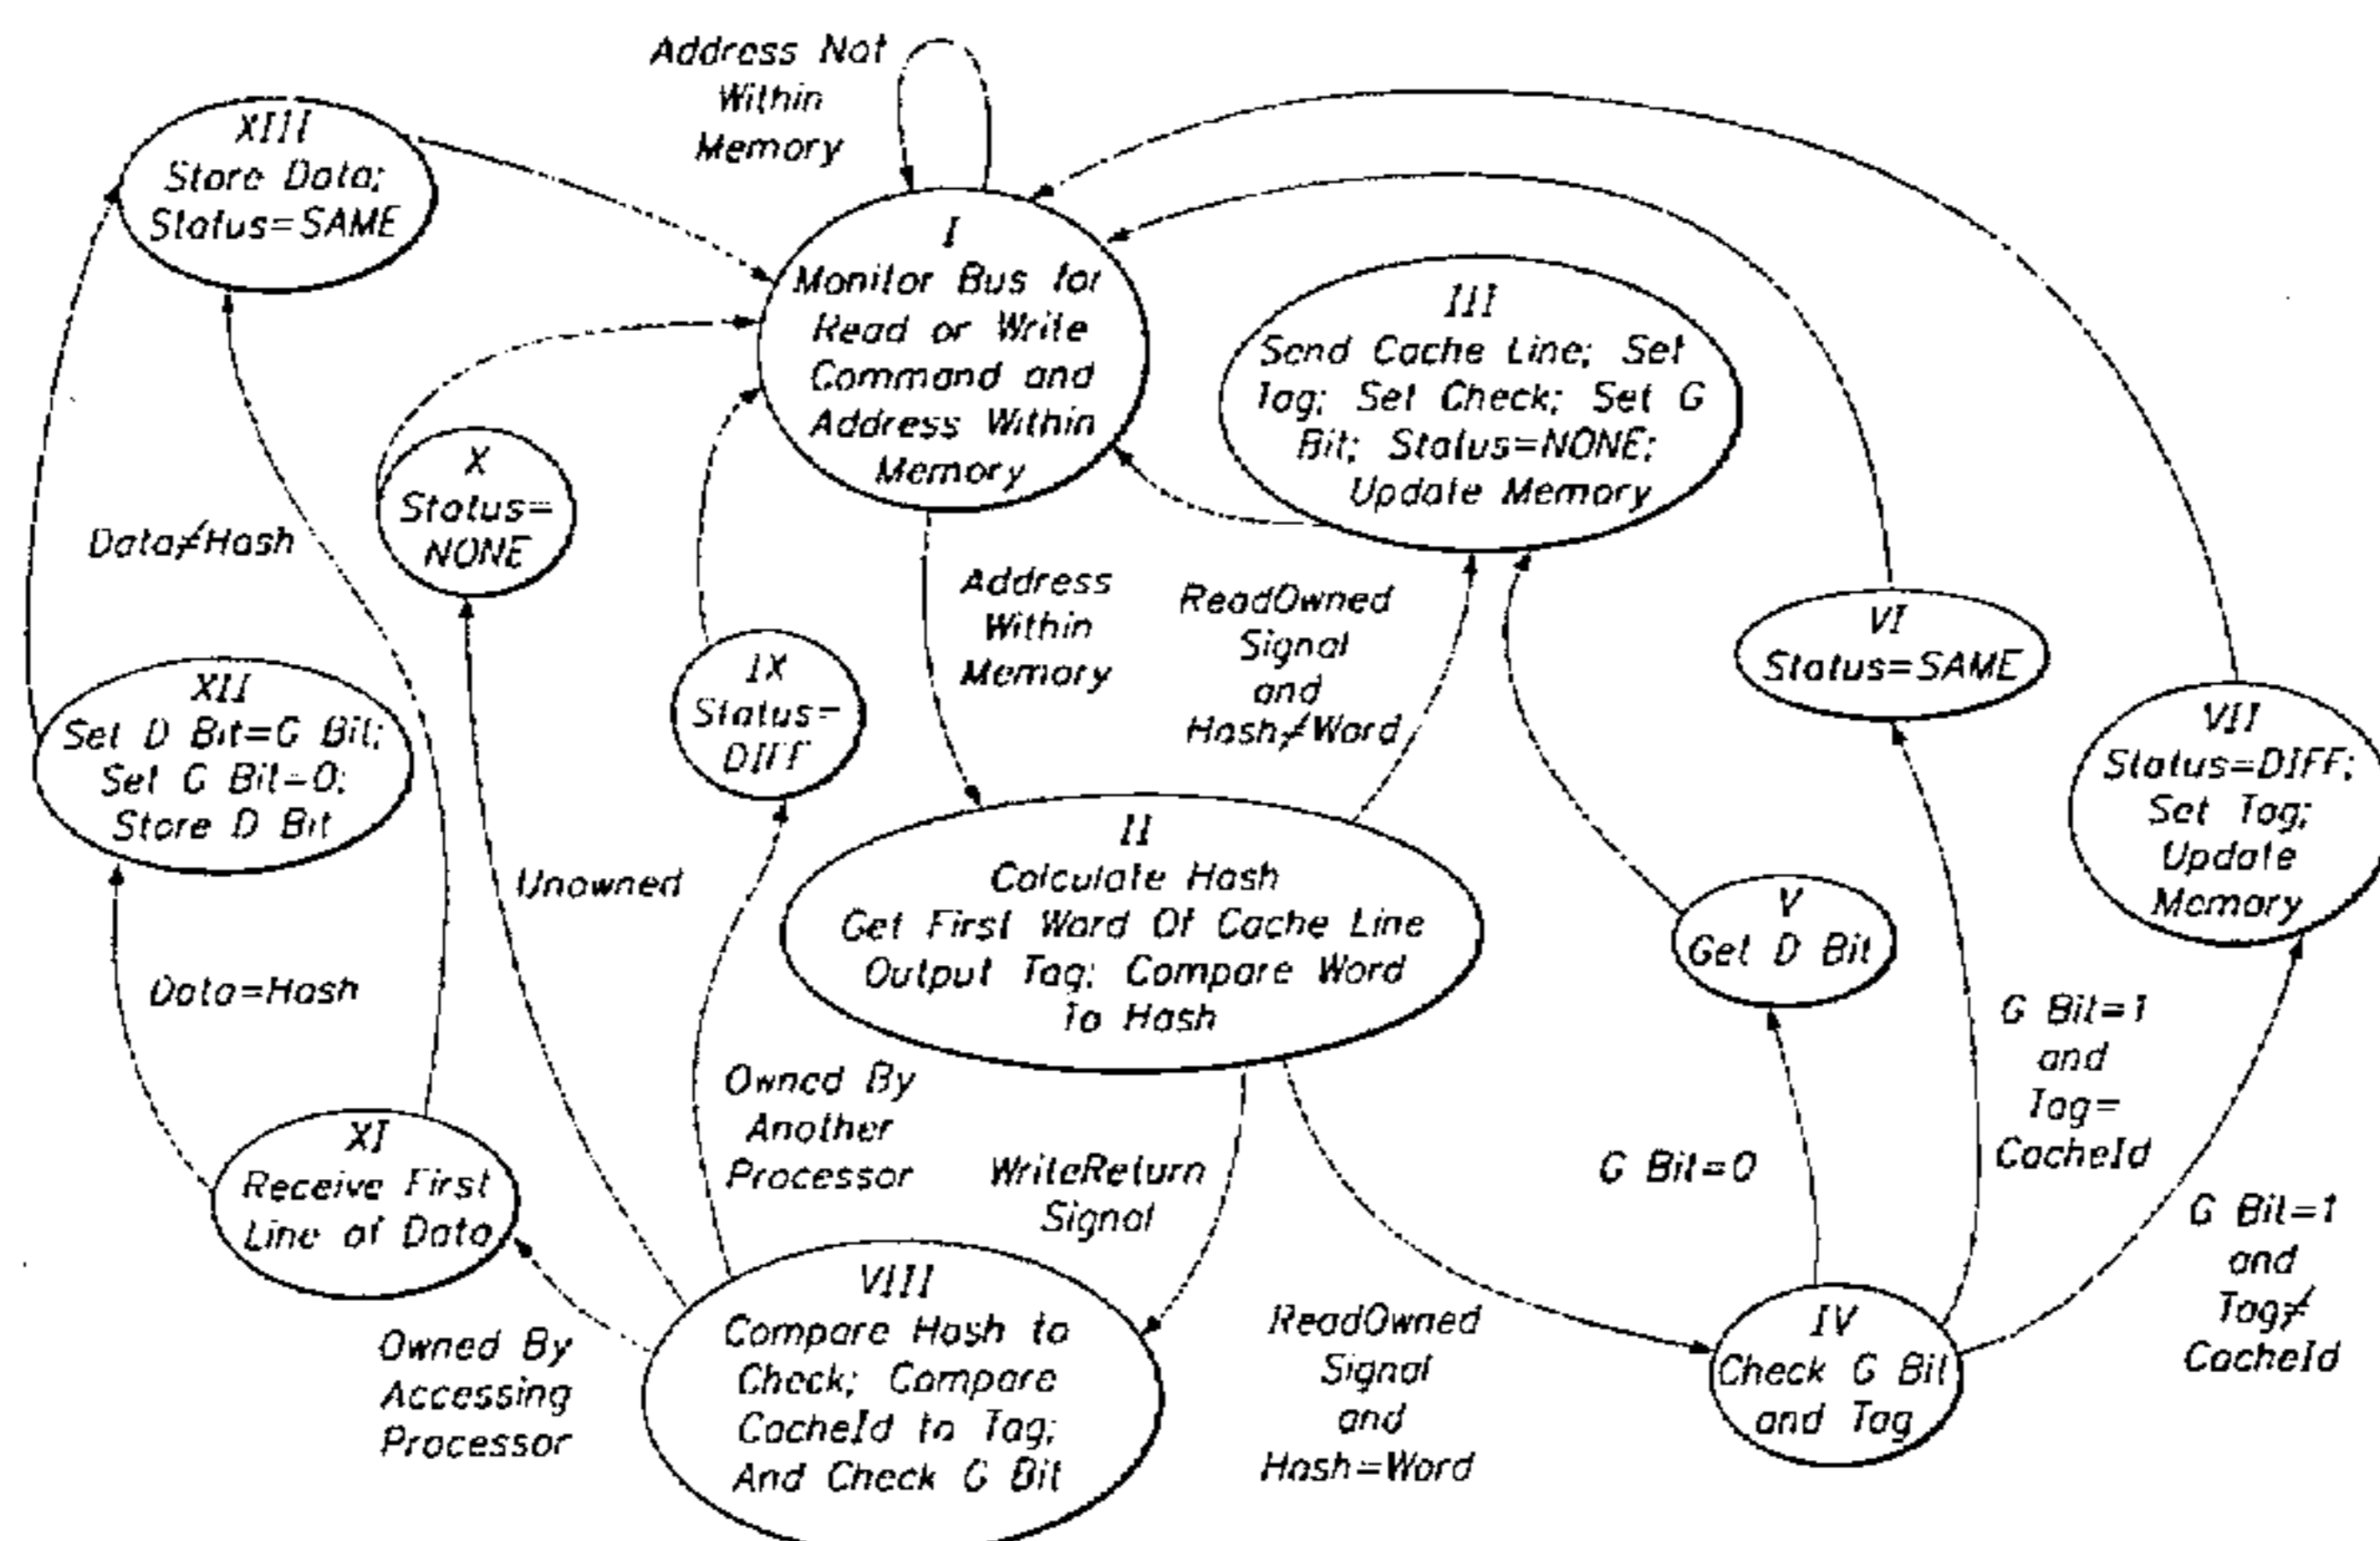 Address Not
Within
Memory
XIII
Store Data;
Status=SAME
I
Monitor Bus for
Read or Write
Command and
Address Within
Memory
III
Send Cache Line; Set
Tag; Set Check; Set G
Bit; Status=NONE;
Update Memory
X
Status=
NONE
Data≠Hash
Address
Within
Memory
ReadOwned
Signal
and
Hash≠Word
VI
Status=SAME
IX
Status=
DIFF
XII
Set D Bit=G Bit;
Set G Bit=0;
Store D Bit
VII
Status=DIFF;
Set Tag;
Update
Memory
Unowned
II
Calculate Hash
Get First Word Of Cache Line
Output Tag; Compare Word
To Hash
V
Get D Bit
Data=Hash
G Bit=1
and
Tag=
CacheId
Owned By
Another
Processor
WriteReturn
Signal
G Bit=0
XI
Receive First
Line of Data
G Bit=1
and
Tag≠
CacheId
Owned By
Accessing
Processor
VIII
Compare Hash to
Check; Compare
CacheId to Tag;
And Check G Bit
ReadOwned
Signal
and
Hash=Word
IV
Check G Bit
and Tag